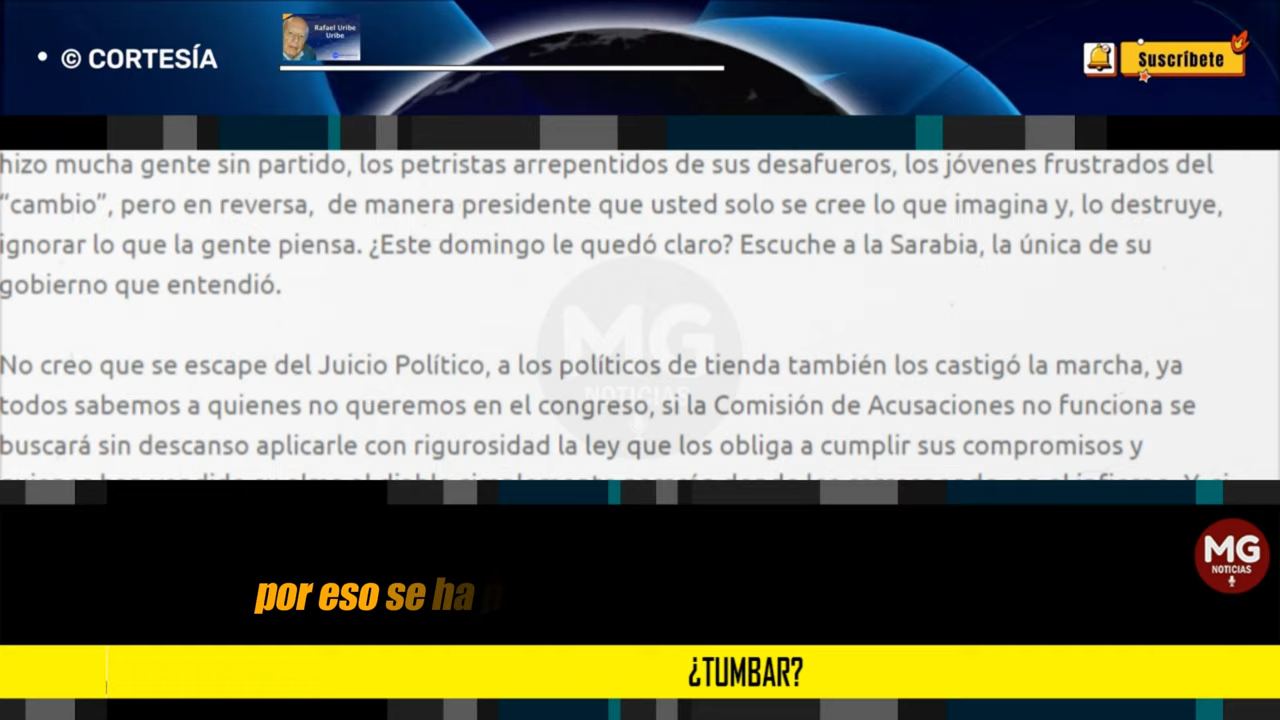 • © CORTESÍA
Rafael Uribe
Uribe
Suscríbete
hizo mucha gente sin partido, los petristas arrepentidos de sus desafueros, los jóvenes frustrados del
“cambio”, pero en reversa, de manera presidente que usted solo se cree lo que imagina y, lo destruye,
ignorar lo que la gente piensa. ¿Este domingo le quedó claro? Escuche a la Sarabia, la única de su
gobierno que entendió.
No creo que se escape del Juicio Político, a los políticos de tienda también los castigó la marcha, ya
todos sabemos a quienes no queremos en el congreso, si la Comisión de Acusaciones no funciona se
buscará sin descanso aplicarle con rigurosidad la ley que los obliga a cumplir sus compromisos y
MG
NOTICIAS
MG
NOTICIAS
por eso se ha
¿TUMBAR?